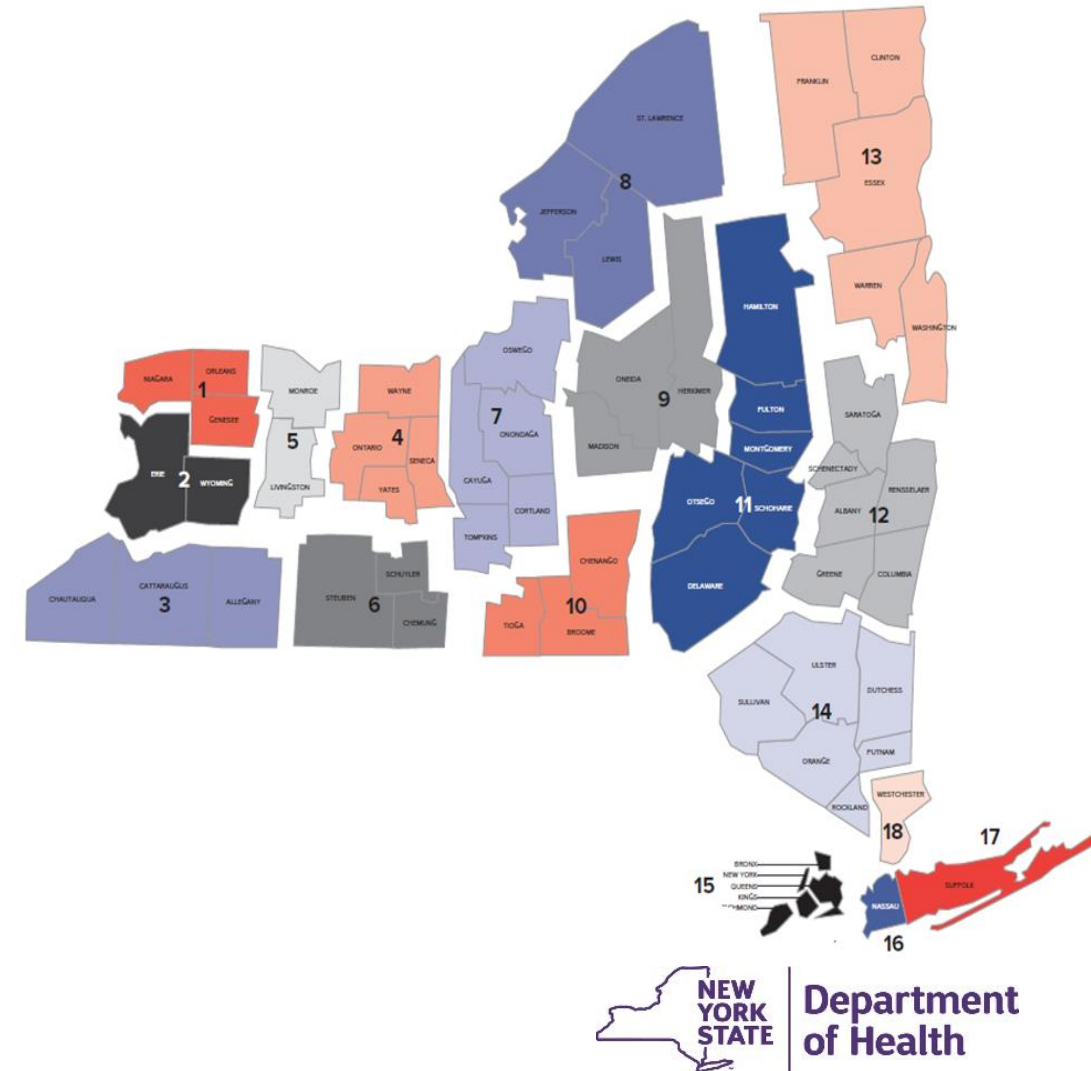 CLINTON
FRANKLIN
ST. LAWRENCE
13
ESSEX
8
JEFFERSON
LEWIS
WARREN
HAMILTON
WASHINGTON
OSWEGO
NIAGARA
ORLEANS
1
GENESEE
MONROE
WAYNE
ONEIDA
HERKIMER
9
MADISON
FULTON
SARATOGA
7
ONONDAGA
5
4
ONTARIO
SENECA
YATES
MONTGOMERY
SCHENECTADY
ERIE
2
WYOMING
LIVINGSTON
CAYUGA
CORTLAND
TOMPKINS
OTSEGO
11
SCHOHARIE
RENSSELAER
ALBANY
12
CHENANGO
DELAWARE
GREENE
COLUMBIA
CHAUTAUQUA
CATTARAUGUS
3
ALLEGANY
STEUBEN
SCHUYLER
6
CHEMUNG
10
TIOGA
BROOME
ULSTER
DUTCHESS
SULLIVAN
14
ORANGE
PUTNAM
ROCKLAND
WESTCHESTER
18
17
BRONX
NEW YORK
15
QUEENS
KINGS
SUFFOLK
NASSAU
16
NEW
YORK
STATE
Department
of Health